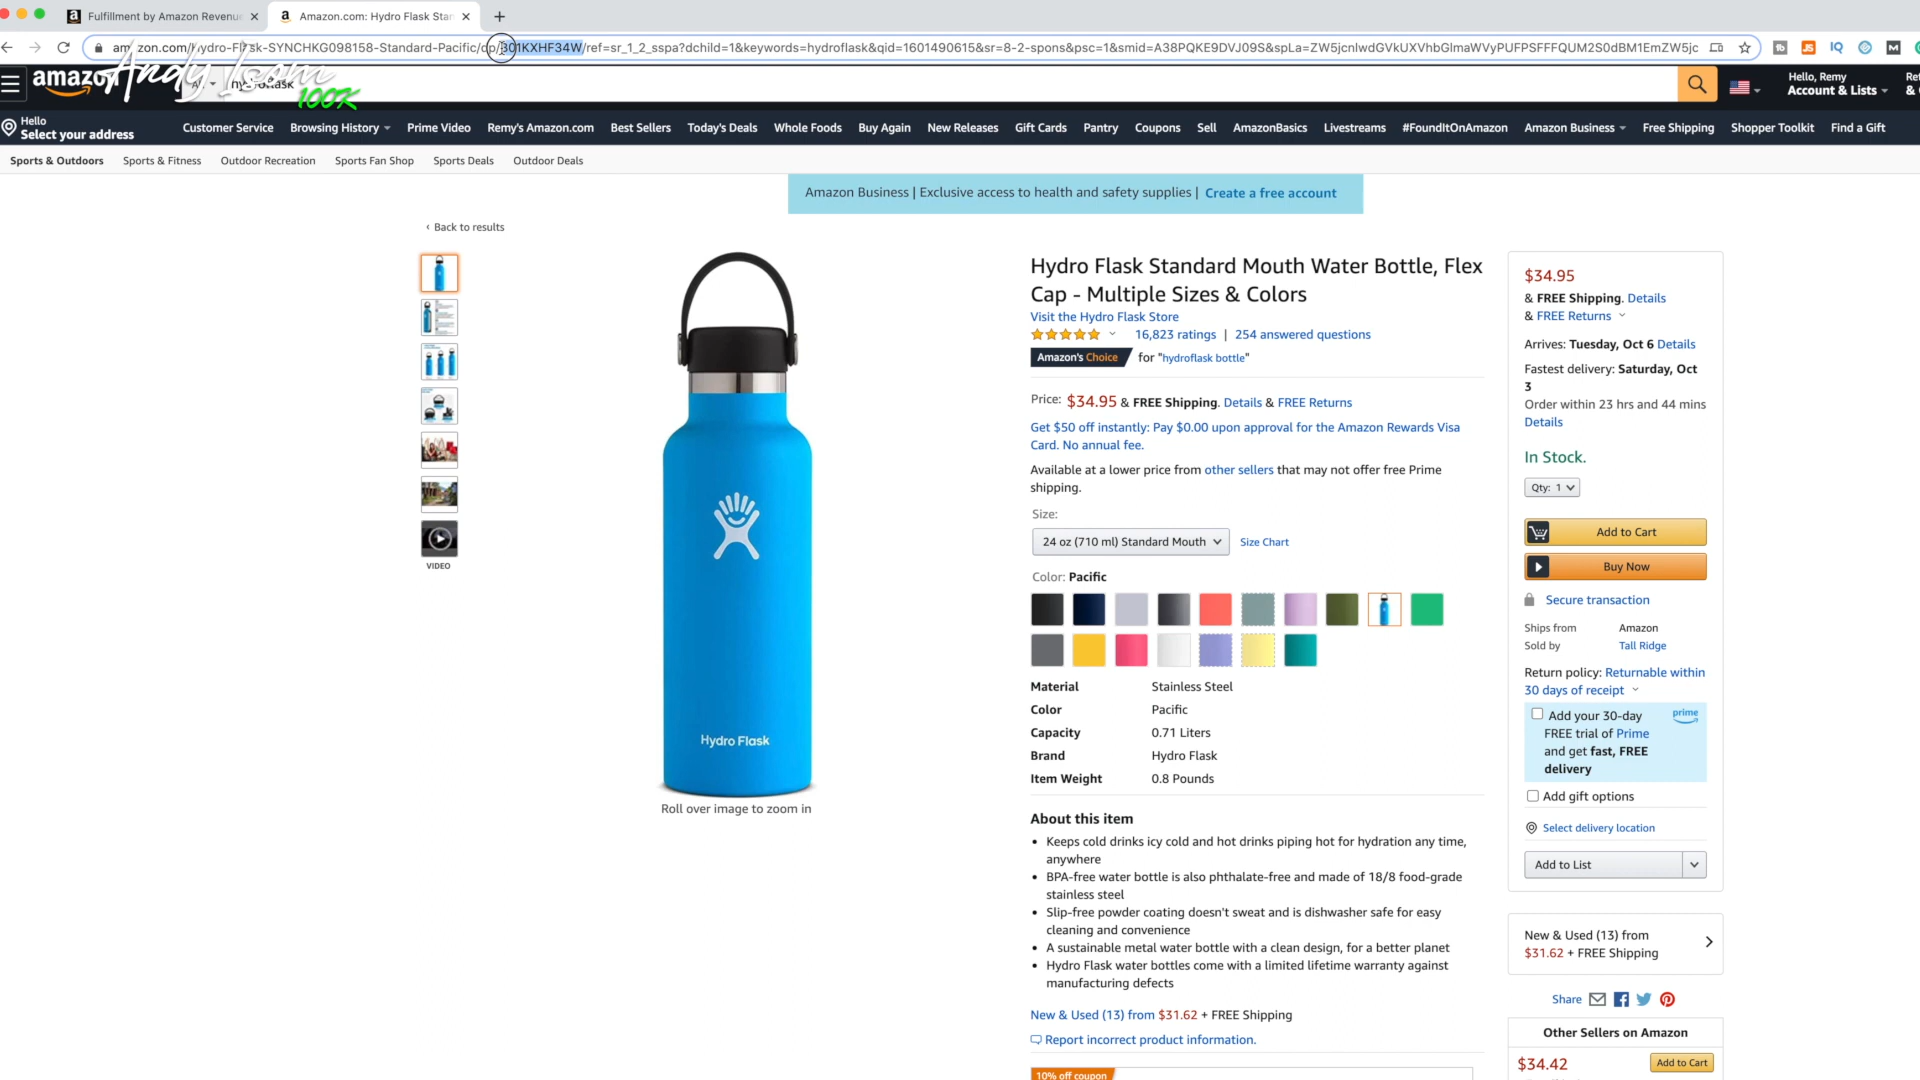 Fulfillment by Amazon Revenu
Amazon.com: Hydro Flask Stan
amazon.com/Hydro-Flask-SYNCHKG098158-Standard-Pacific/dp/B01KXHF34W/ref=sr_1_2_sspa?dchild=1&keywords=hydroflask&qid=1601490615&sr=8-2-spons&psc=1&smid=A38PQKE9DVJ09S&spLa=ZW5jcnlwdGVkUXVhbGlmaWVyPUFPSFFFQUM2S0dBM1EmZW5jc
Andy Isom
100K
amazon
All
hydroflask
Hello, Remy
Account & Lists
Ret
& O
Hello
Select your address
Customer Service
Browsing History
Prime Video
Remy's Amazon.com
Best Sellers
Today's Deals
Whole Foods
Buy Again
New Releases
Gift Cards
Pantry
Coupons
Sell
AmazonBasics
Livestreams
#FoundItOnAmazon
Amazon Business
Free Shipping
Shopper Toolkit
Find a Gift
Sports & Outdoors
Sports & Fitness
Outdoor Recreation
Sports Fan Shop
Sports Deals
Outdoor Deals
Amazon Business | Exclusive access to health and safety supplies | Create a free account
‹ Back to results
VIDEO
Hydro Flask
Roll over image to zoom in
Hydro Flask Standard Mouth Water Bottle, Flex
Cap - Multiple Sizes & Colors
Visit the Hydro Flask Store
16,823 ratings | 254 answered questions
Amazon's Choice for "hydroflask bottle"
Price: $34.95 & FREE Shipping. Details & FREE Returns
Get $50 off instantly: Pay $0.00 upon approval for the Amazon Rewards Visa
Card. No annual fee.
Available at a lower price from other sellers that may not offer free Prime
shipping.
Size:
24 oz (710 ml) Standard Mouth
Size Chart
Color: Pacific
Material Stainless Steel
Color Pacific
Capacity 0.71 Liters
Brand Hydro Flask
Item Weight 0.8 Pounds
About this item
• Keeps cold drinks icy cold and hot drinks piping hot for hydration any time,
anywhere
• BPA-free water bottle is also phthalate-free and made of 18/8 food-grade
stainless steel
• Slip-free powder coating doesn't sweat and is dishwasher safe for easy
cleaning and convenience
• A sustainable metal water bottle with a clean design, for a better planet
• Hydro Flask water bottles come with a limited lifetime warranty against
manufacturing defects
New & Used (13) from $31.62 + FREE Shipping
Report incorrect product information.
10% off coupon
$34.95
& FREE Shipping. Details
& FREE Returns
Arrives: Tuesday, Oct 6 Details
Fastest delivery: Saturday, Oct
3
Order within 23 hrs and 44 mins
Details
In Stock.
Qty: 1
Add to Cart
Buy Now
Secure transaction
Ships from Amazon
Sold by Tall Ridge
Return policy: Returnable within
30 days of receipt
Add your 30-day
FREE trial of Prime
and get fast, FREE
delivery
prime
Add gift options
Select delivery location
Add to List
New & Used (13) from
$31.62 + FREE Shipping
Share
Other Sellers on Amazon
$34.42
Add to Cart